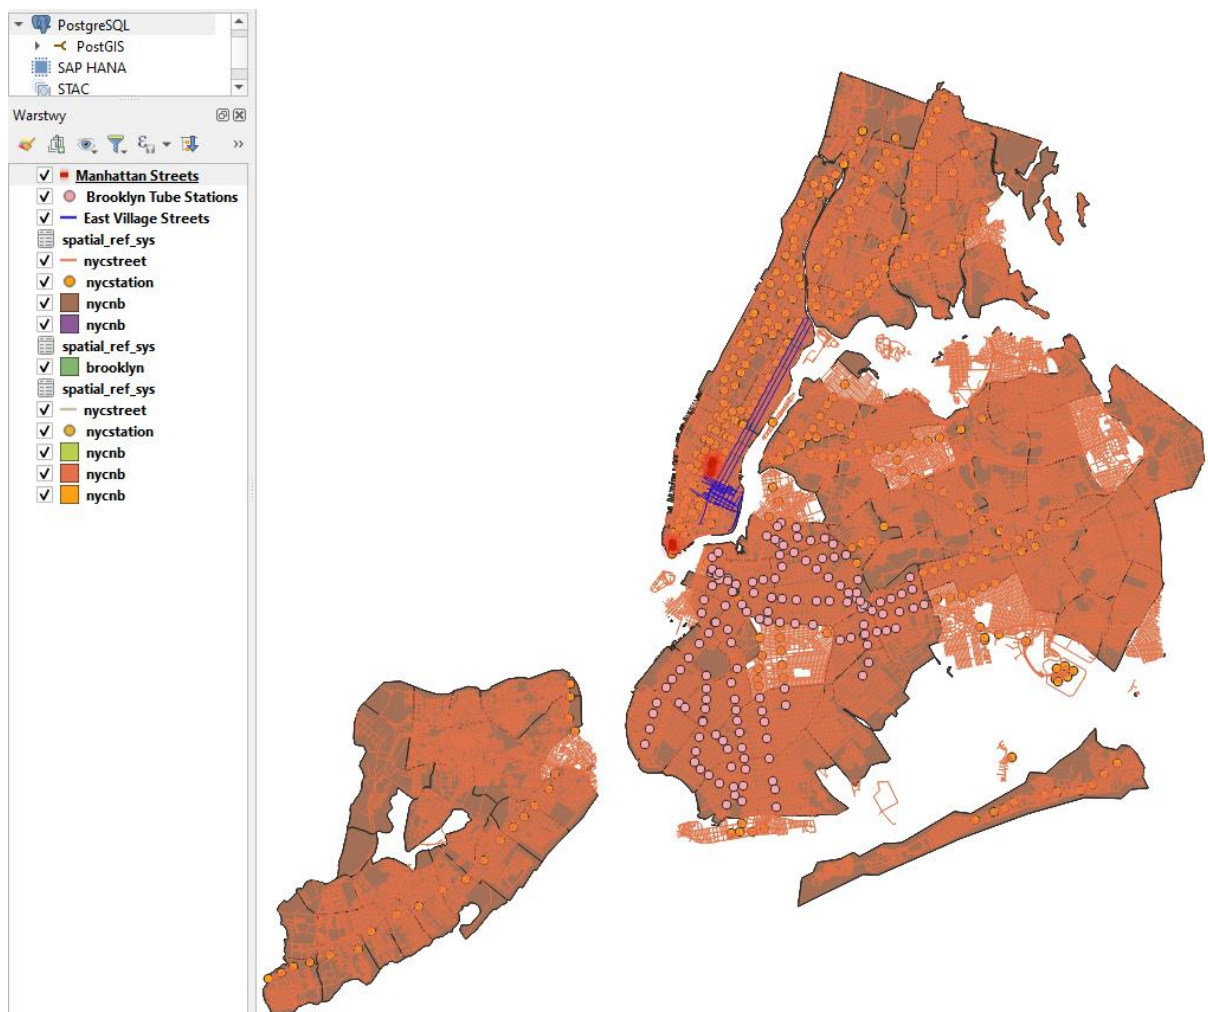 PostgreSQL
PostGIS
SAP HANA
STAC
Warstwy
Manhattan Streets
Brooklyn Tube Stations
East Village Streets
spatial_ref_sys
nycstreet
nycstation
nycnb
nycnb
spatial_ref_sys
brooklyn
spatial_ref_sys
nycstreet
nycstation
nycnb
nycnb
nycnb